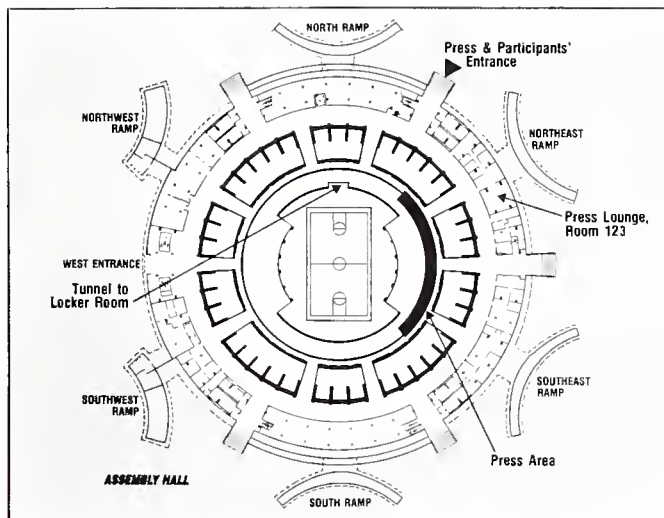 NORTH RAMP
Press & Participants'
Entrance
NORTHWEST
RAMP
NORTHEAST
RAMP
Press Lounge,
Room 123
WEST ENTRANCE
Tunnel to
Locker Room
SOUTHWEST
RAMP
SOUTHEAST
RAMP
Press Area
ASSEMBLY HALL
SOUTH RAMP